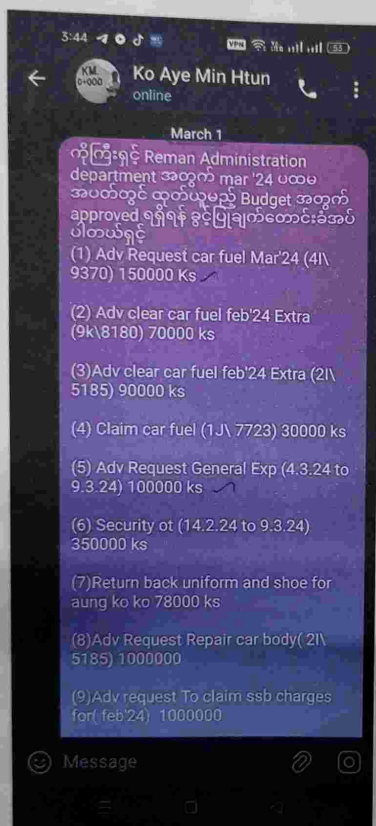 3:44
VPN
53
KM
0+000
Ko Aye Min Htun
online
March 1
ကိုကြီးရှင့် Reman Administration
department အတွက် mar '24 ပထမ
အပတ်တွင် ထုတ်ယူမည့် Budget အတွက်
approved ရရှိရန် ခွင့်ပြုချက်တောင်းခံအပ်
ပါတယ်ရှင့်
(1) Adv Request car fuel Mar'24 (4I\
9370) 150000 Ks
(2) Adv clear car fuel feb'24 Extra
(9k\8180) 70000 ks
(3)Adv clear car fuel feb'24 Extra (2I\
5185) 90000 ks
(4) Claim car fuel (1J\ 7723) 30000 ks
(5) Adv Request General Exp (4.3.24 to
9.3.24) 100000 ks
(6) Security ot (14.2.24 to 9.3.24)
350000 ks
(7)Return back uniform and shoe for
aung ko ko 78000 ks
(8)Adv Request Repair car body( 2I\
5185) 1000000
(9)Adv request To claim ssb charges
for( feb'24) 1000000
Message